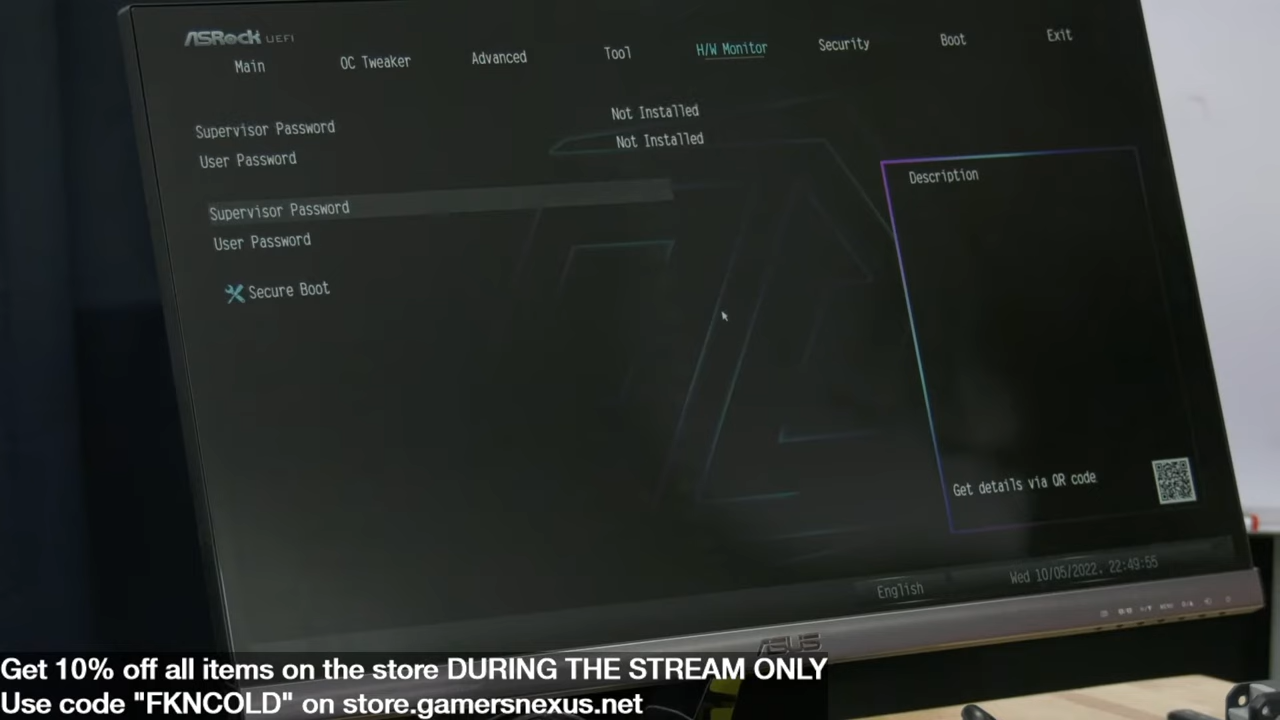 ASRock UEFI
Main OC Tweaker Advanced Tool H/W Monitor Security Boot Exit
Supervisor Password Not Installed
User Password Not Installed
Supervisor Password
User Password
Secure Boot
Description
Get details via QR code
English Wed 10/05/2022. 22:49:55
ASUS
Get 10% off all items on the store DURING THE STREAM ONLY
Use code "FKNCOLD" on store.gamersnexus.net